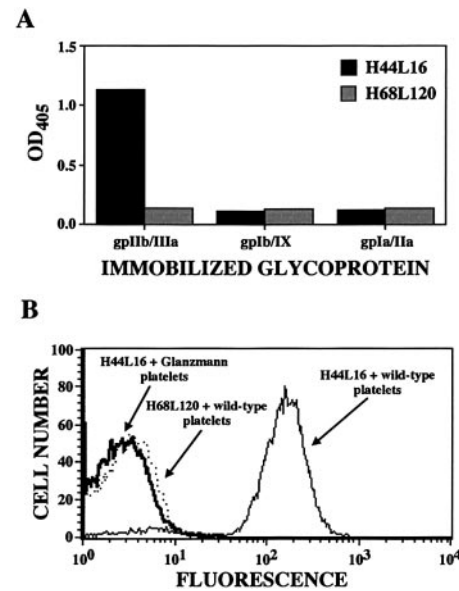 A
1.5
1.0
0.5
0.0
OD405
H44L16
H68L120
gpIIb/IIIa
gpIb/IX
gpIa/IIa
IMMOBILIZED GLYCOPROTEIN
B
100
80
60
40
20
0
CELL NUMBER
H44L16 + Glanzmann
platelets
H68L120 + wild-type
platelets
H44L16 + wild-type
platelets
10^0
10^1
10^2
10^3
10^4
FLUORESCENCE